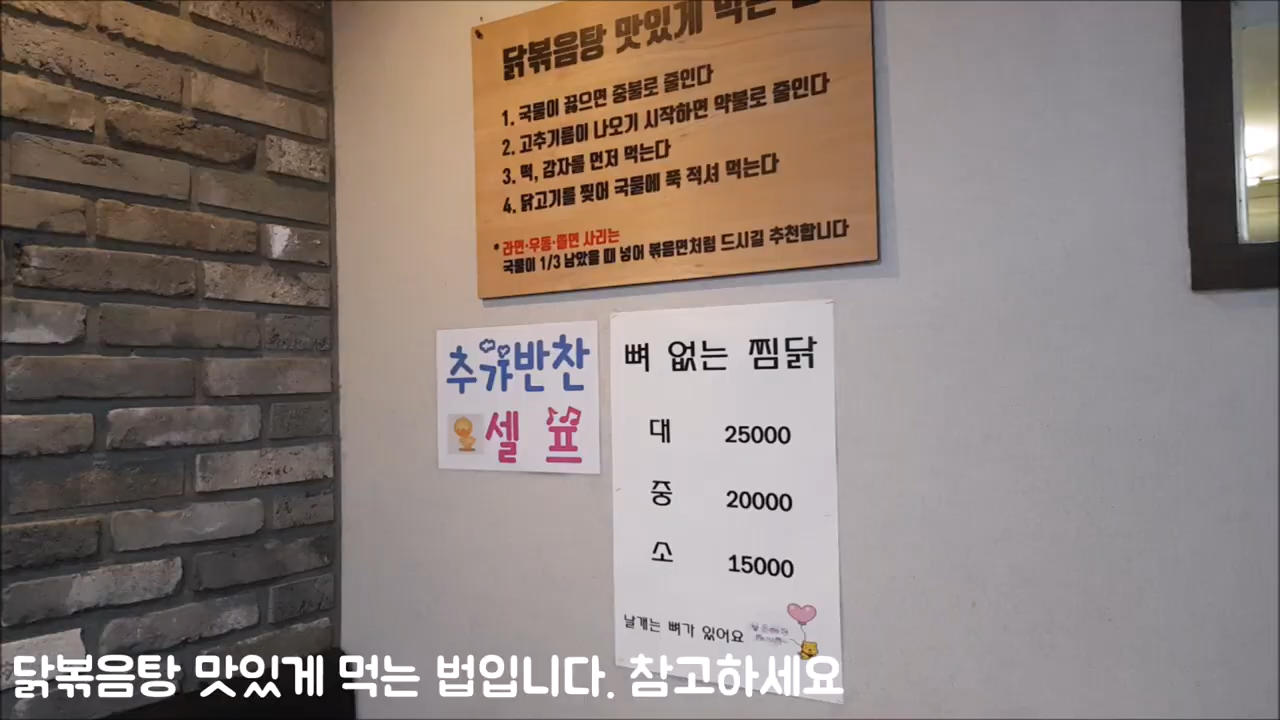 닭볶음탕 맛있게 먹는
1. 국물이 끓으면 중불로 줄인다
2. 고추기름이 나오기 시작하면 약불로 줄인다
3. 떡, 감자를 먼저 먹는다
4. 닭고기를 찢어 국물에 푹 적셔 먹는다
* 라면·우동·쫄면 사리는
국물이 1/3 남았을 때 넣어 볶음면처럼 드시길 추천합니다
추가반찬
셀프
뼈 없는 찜닭
대 25000
중 20000
소 15000
날개는 뼈가 있어요
닭볶음탕 맛있게 먹는 법입니다. 참고하세요